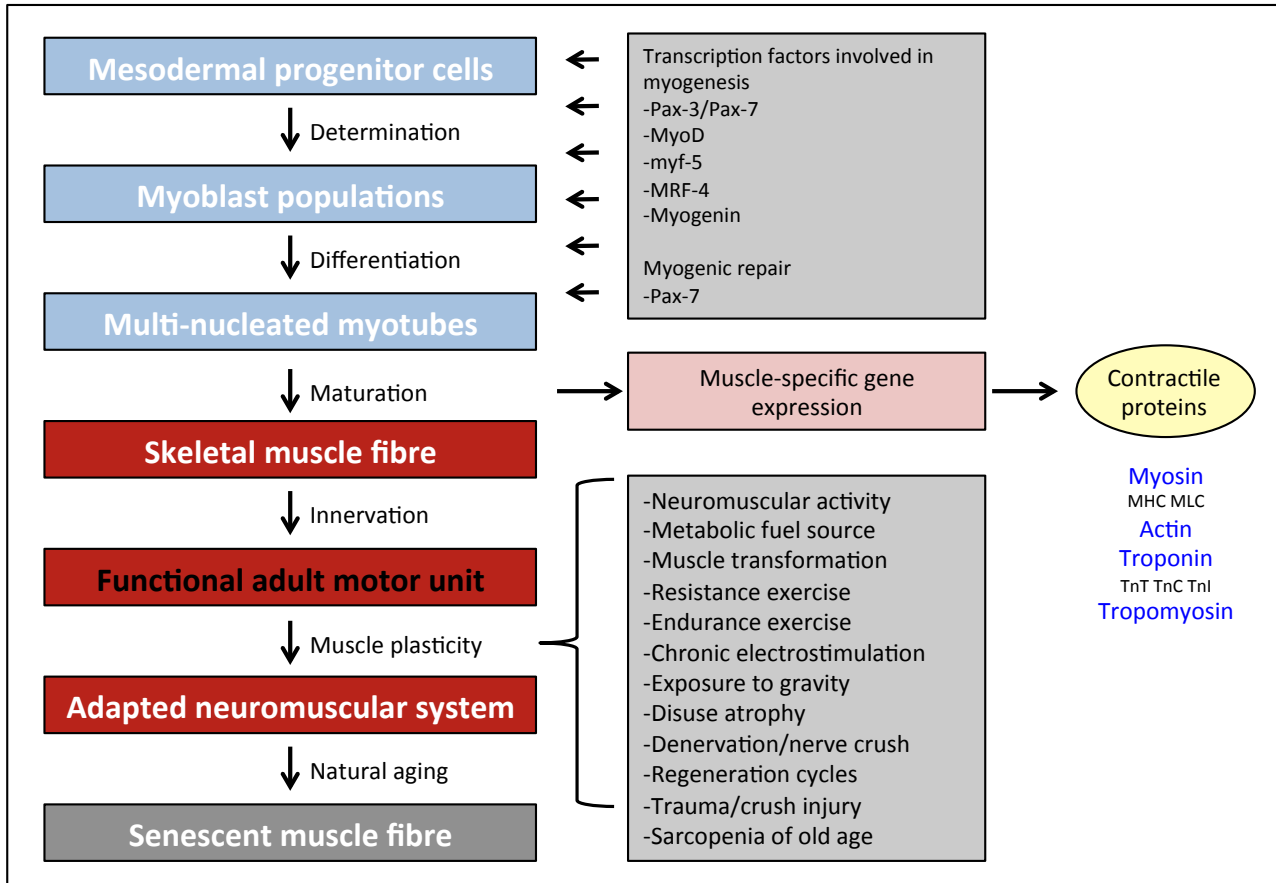 Mesodermal progenitor cells
Determination
Myoblast populations
Differentiation
Multi-nucleated myotubes
Maturation
Skeletal muscle fibre
Innervation
Functional adult motor unit
Muscle plasticity
Adapted neuromuscular system
Natural aging
Senescent muscle fibre
Transcription factors involved in
myogenesis
-Pax-3/Pax-7
-MyoD
-myf-5
-MRF-4
-Myogenin
Myogenic repair
-Pax-7
Muscle-specific gene
expression
Contractile
proteins
Myosin
MHC MLC
Actin
Troponin
TnT TnC TnI
Tropomyosin
-Neuromuscular activity
-Metabolic fuel source
-Muscle transformation
-Resistance exercise
-Endurance exercise
-Chronic electrostimulation
-Exposure to gravity
-Disuse atrophy
-Denervation/nerve crush
-Regeneration cycles
-Trauma/crush injury
-Sarcopenia of old age